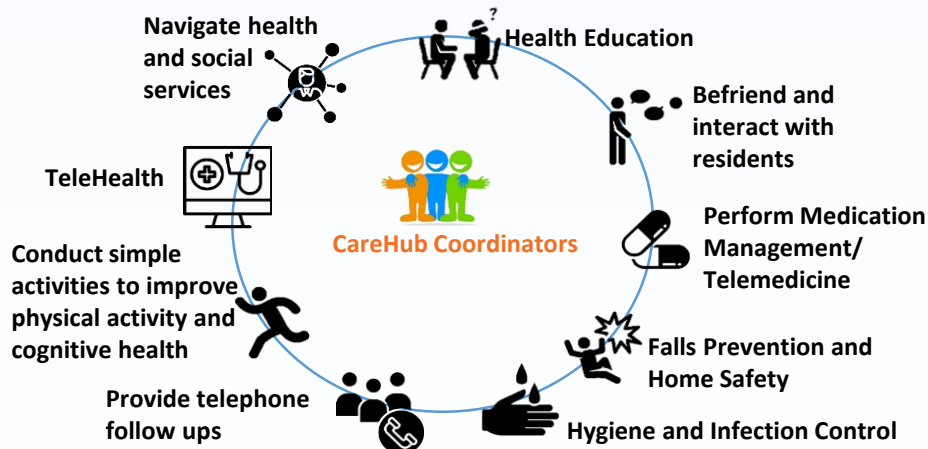 Navigate health
and social
services
?
Health Education
Befriend and
interact with
residents
TeleHealth
CareHub Coordinators
Perform Medication
Management/
Telemedicine
Conduct simple
activities to improve
physical activity and
cognitive health
Falls Prevention and
Home Safety
Provide telephone
follow ups
Hygiene and Infection Control